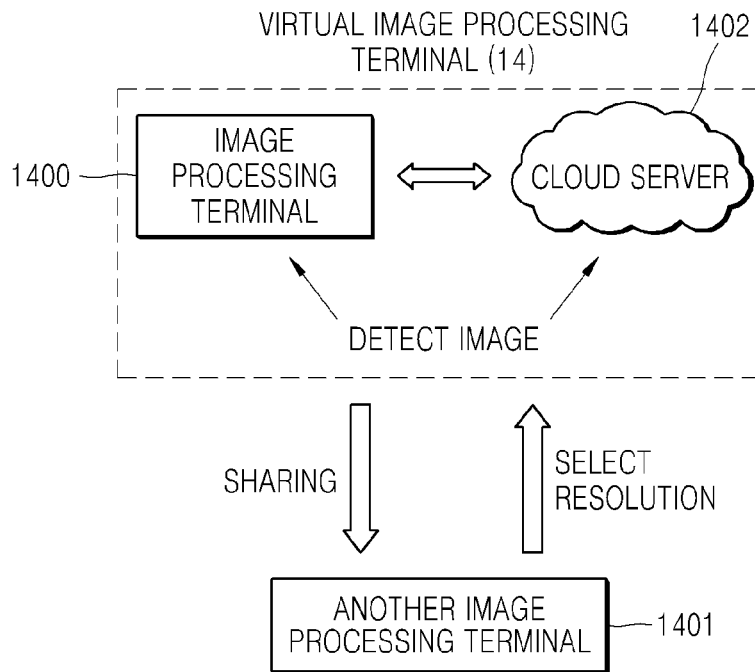 VIRTUAL IMAGE PROCESSING
TERMINAL (14)
1402
1400
IMAGE
PROCESSING
TERMINAL
CLOUD SERVER
DETECT IMAGE
SHARING
SELECT
RESOLUTION
ANOTHER IMAGE
PROCESSING TERMINAL
1401